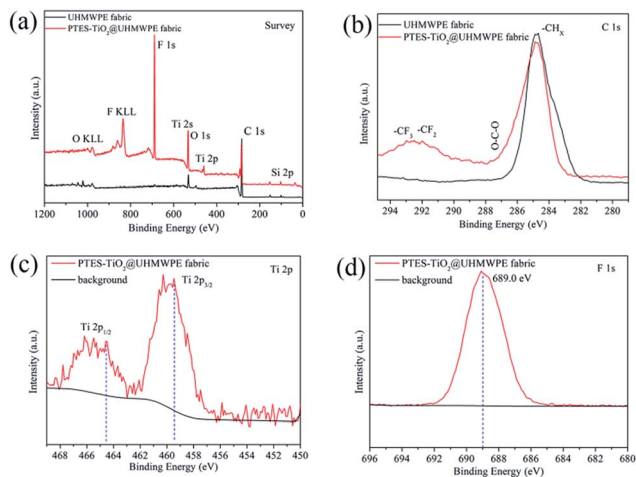 (a)
UHMWPE fabric
Survey
PTES-TiO₂@UHMWPE fabric
F 1s
F KLL
O KLL
Ti 2s
O 1s
Ti 2p
C 1s
Si 2p
Intensity (a.u.)
1200 1000 800 600 400 200 0
Binding Energy (eV)
(b)
UHMWPE fabric
-CHX
C 1s
PTES-TiO₂@UHMWPE fabric
-CF₃
-CF₂
O-C-O
Intensity (a.u.)
294 292 290 288 286 284 282 280
Binding Energy (eV)
(c)
PTES-TiO₂@UHMWPE fabric
Ti 2p
background
Ti 2p3/2
Ti 2p1/2
Intensity (a.u.)
468 466 464 462 460 458 456 454 452 450
Binding Energy (eV)
(d)
PTES-TiO₂@UHMWPE fabric
F 1s
background
689.0 eV
Intensity (a.u.)
696 694 692 690 688 686 684 682 680
Binding Energy (eV)